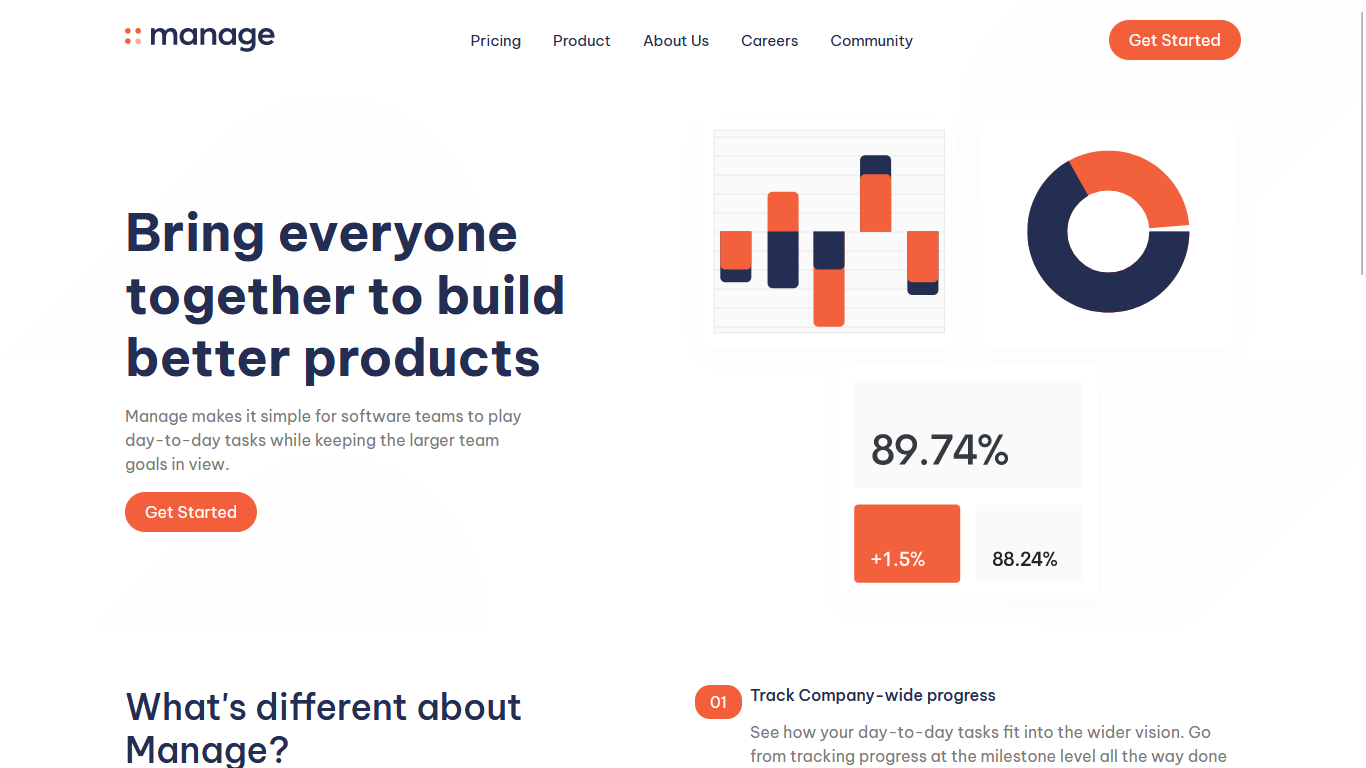 manage
Pricing
Product
About Us
Careers
Community
Get Started
Bring everyone
together to build
better products
Manage makes it simple for software teams to play
day-to-day tasks while keeping the larger team
goals in view.
Get Started
89.74%
+1.5%
88.24%
What's different about
Manage?
01
Track Company-wide progress
See how your day-to-day tasks fit into the wider vision. Go
from tracking progress at the milestone level all the way done